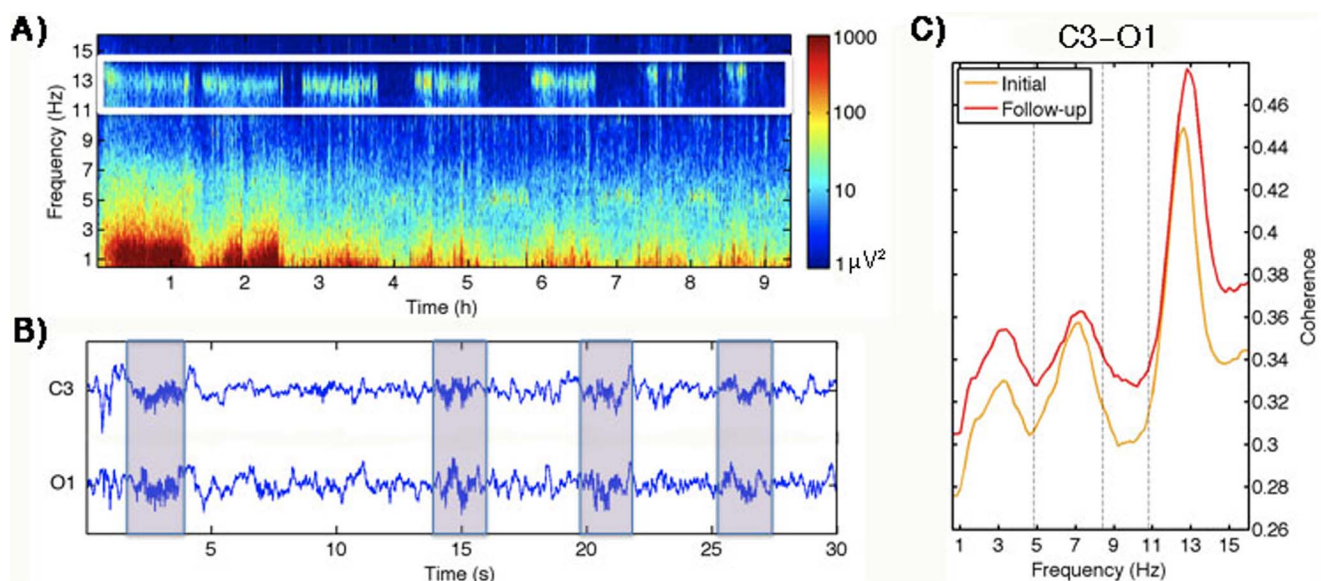 A)
15
13
11
9
7
5
3
1
Frequency (Hz)
1 2 3 4 5 6 7 8 9
Time (h)
1000
100
10
1 μV²
B)
C3
O1
5 10 15 20 25 30
Time (s)
C)
C3-O1
Initial
Follow-up
0.46
0.44
0.42
0.4
0.38
0.36
0.34
0.32
0.3
0.28
0.26
Coherence
1 3 5 7 9 11 13 15
Frequency (Hz)